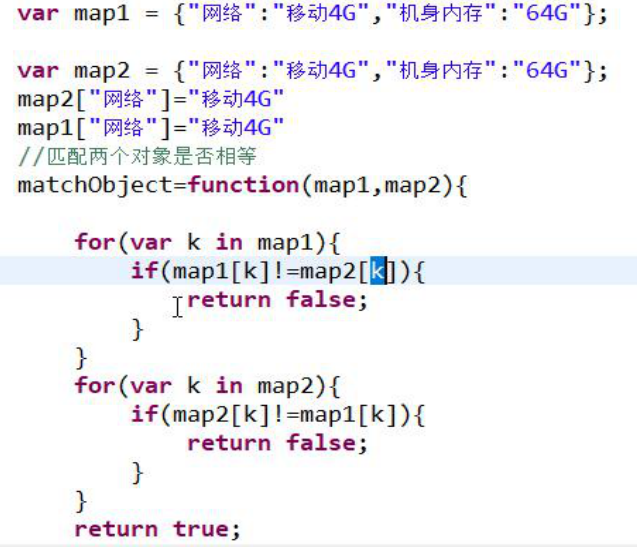 var map1 = {"网络":"移动4G","机身内存":"64G"};
var map2 = {"网络":"移动4G","机身内存":"64G"};
map2["网络"]="移动4G"
map1["网络"]="移动4G"
//匹配两个对象是否相等
matchObject=function(map1,map2){
for(var k in map1){
if(map1[k]!=map2[k]){
return false;
}
}
for(var k in map2){
if(map2[k]!=map1[k]){
return false;
}
}
return true;